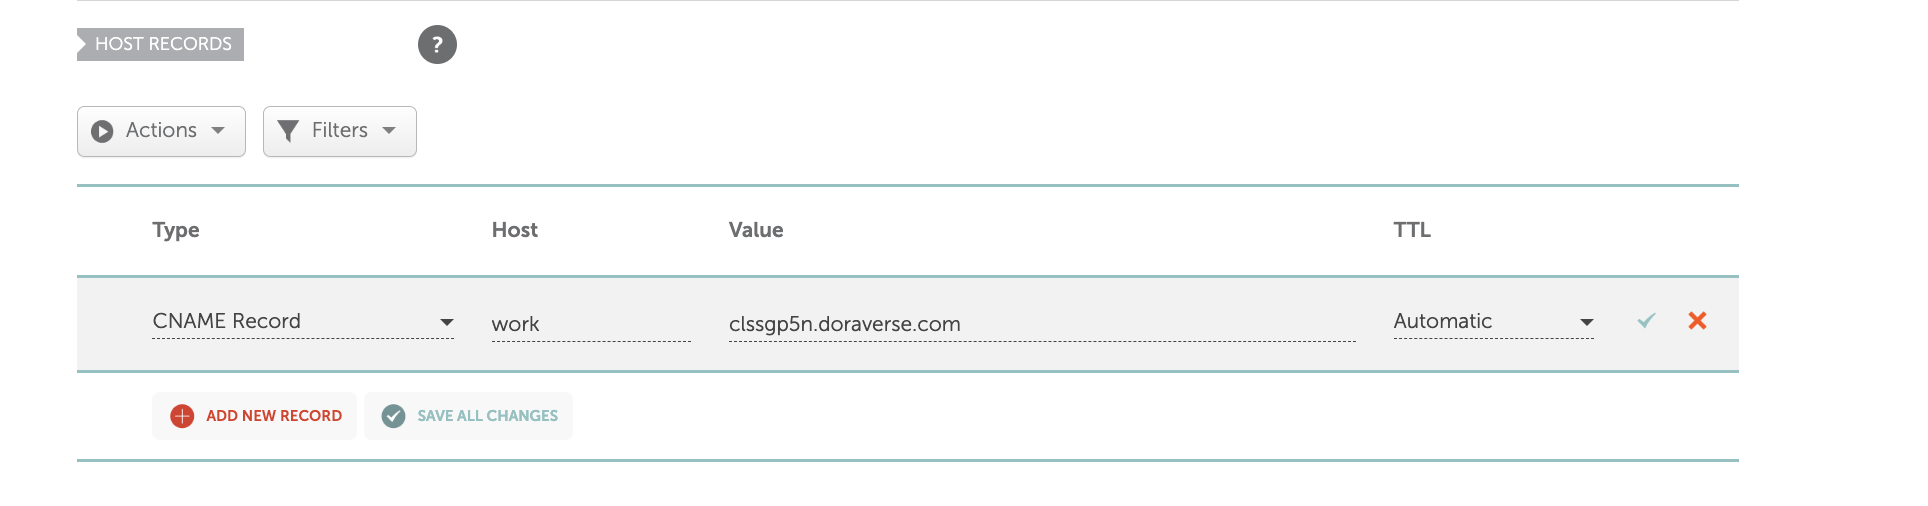 HOST RECORDS
?
Actions
Filters
Type Host Value TTL
CNAME Record work clssgp5n.doraverse.com Automatic
ADD NEW RECORD SAVE ALL CHANGES